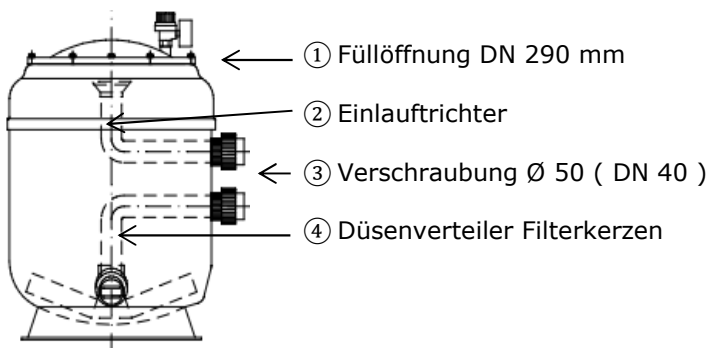 ① Füllöffnung DN 290 mm
② Einlauftrichter
③ Verschraubung Ø 50 ( DN 40 )
④ Düsenverteiler Filterkerzen